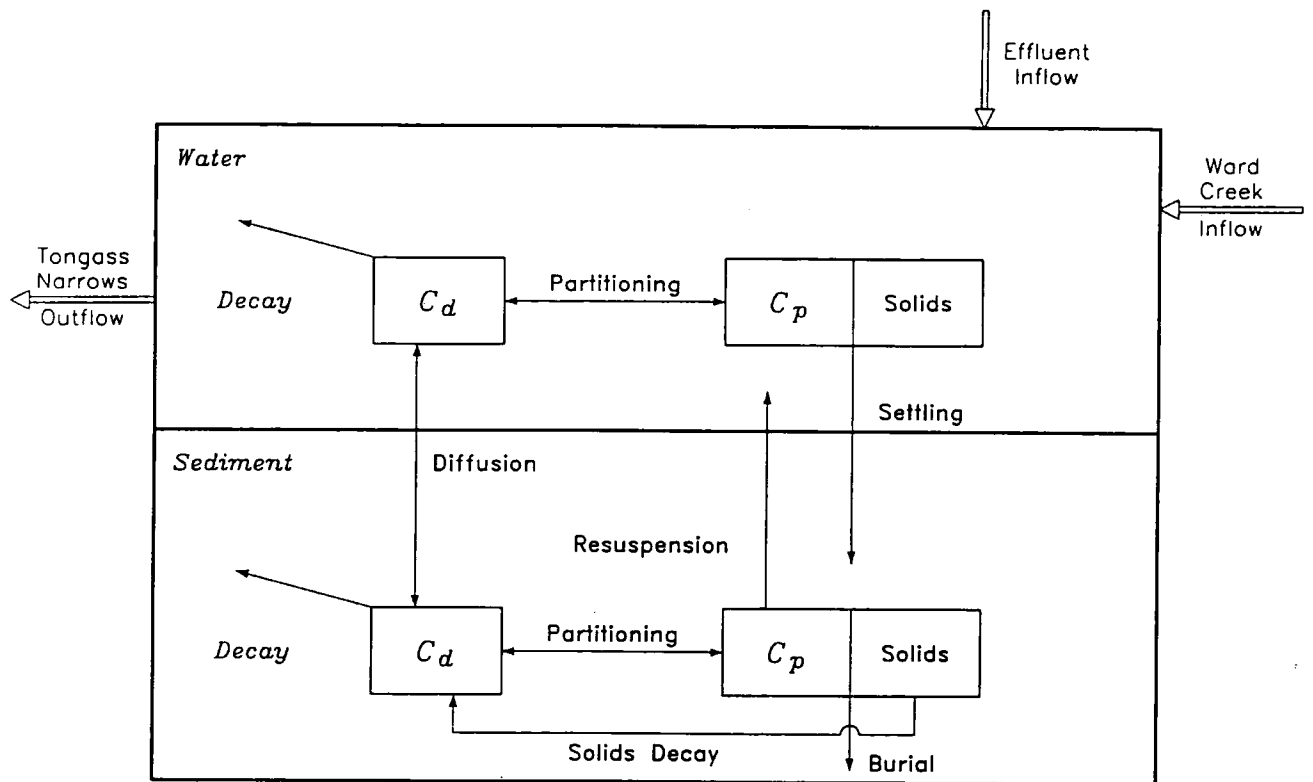 Effluent
Inflow
Water
Ward
Creek
Inflow
Tongass
Narrows
Outflow
Decay
C_d
Partitioning
C_p
Solids
Settling
Sediment
Diffusion
Resuspension
Decay
C_d
Partitioning
C_p
Solids
Solids Decay
Burial